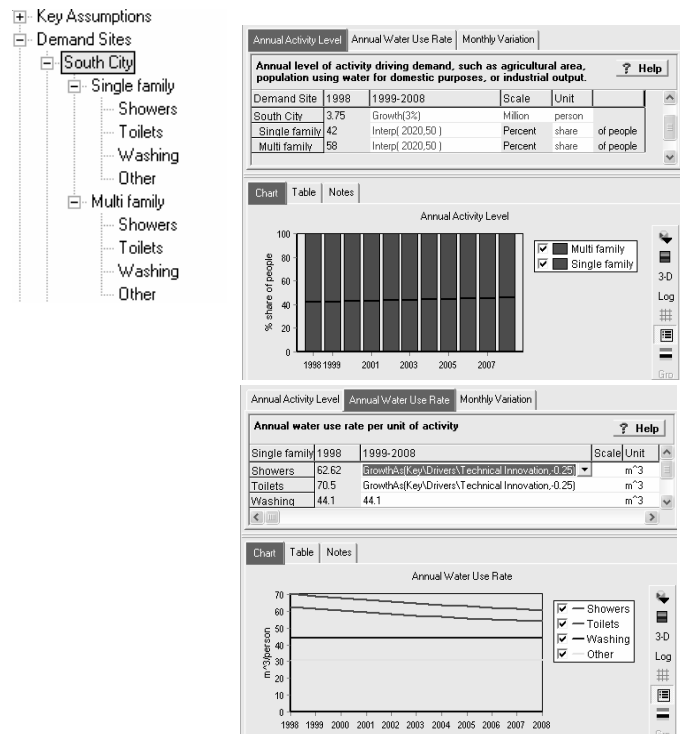 Key Assumptions
Demand Sites
South City
Single family
Showers
Toilets
Washing
Other
Multi family
Showers
Toilets
Washing
Other
Annual Activity Level Annual Water Use Rate Monthly Variation
Annual level of activity driving demand, such as agricultural area,
population using water for domestic purposes, or industrial output.
? Help
Demand Site 1998 1999-2008 Scale Unit
South City 3.75 Growth(3%) Million person
Single family 42 Interp( 2020,50 ) Percent share of people
Multi family 58 Interp( 2020,50 ) Percent share of people
Chart Table Notes
Annual Activity Level
100
80
60
40
20
0
% share of people
1998 1999 2001 2003 2005 2007
Multi family
Single family
3-D
Log
Annual Activity Level Annual Water Use Rate Monthly Variation
Annual water use rate per unit of activity
? Help
Single family 1998 1999-2008 Scale Unit
Showers 62.62 GrowthAs(Key\Drivers\Technical Innovation,-0.25) m^3
Toilets 70.5 GrowthAs(Key\Drivers\Technical Innovation,-0.25) m^3
Washing 44.1 44.1 m^3
Chart Table Notes
Annual Water Use Rate
70
60
50
40
30
20
10
0
m^3/person
1998 1999 2000 2001 2002 2003 2004 2005 2006 2007 2008
Showers
Toilets
Washing
Other
3-D
Log